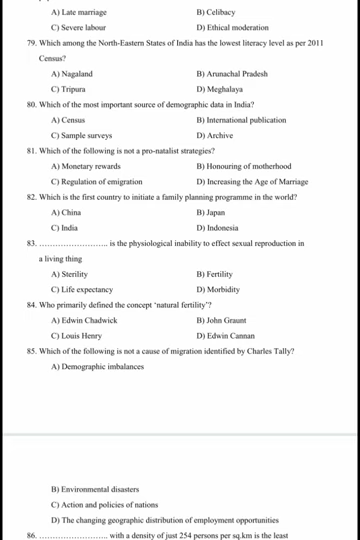 A) Late marriage B) Celibacy
C) Severe labour D) Ethical moderation
79. Which among the North-Eastern States of India has the lowest literacy level as per 2011
Census?
A) Nagaland B) Arunachal Pradesh
C) Tripura D) Meghalaya
80. Which of the most important source of demographic data in India?
A) Census B) International publication
C) Sample surveys D) Archive
81. Which of the following is not a pro-natalist strategies?
A) Monetary rewards B) Honouring of motherhood
C) Regulation of emigration D) Increasing the Age of Marriage
82. Which is the first country to initiate a family planning programme in the world?
A) China B) Japan
C) India D) Indonesia
83. ............................ is the physiological inability to effect sexual reproduction in
a living thing
A) Sterility B) Fertility
C) Life expectancy D) Morbidity
84. Who primarily defined the concept ‘natural fertility’?
A) Edwin Chadwick B) John Graunt
C) Louis Henry D) Edwin Cannan
85. Which of the following is not a cause of migration identified by Charles Tally?
A) Demographic imbalances
B) Environmental disasters
C) Action and policies of nations
D) The changing geographic distribution of employment opportunities
86. ............................ with a density of just 254 persons per sq.km is the least